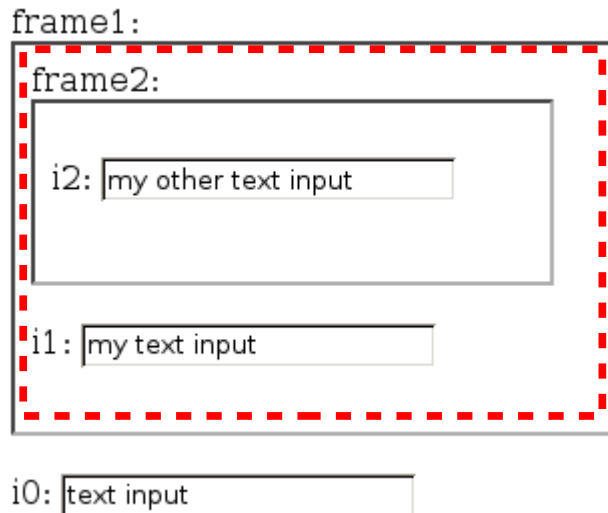 frame1:
frame2:
i2: my other text input
i1: my text input
i0: text input